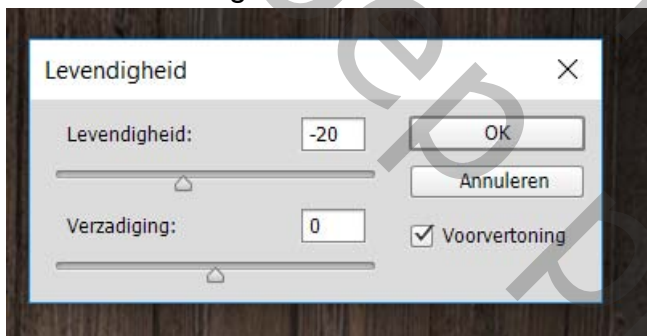 Levendigheid
Levendigheid: -20
OK
Annuleren
Verzadiging: 0
Voorvertoning